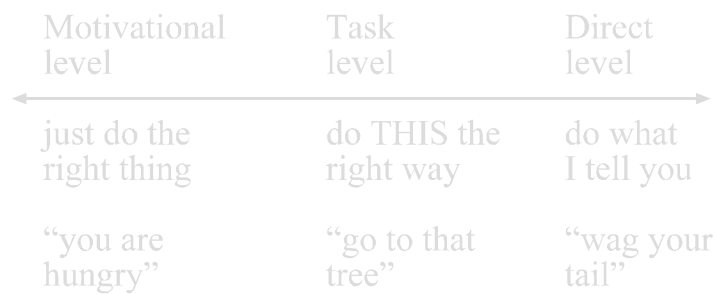 Motivational level
Task level
Direct level
just do the right thing
do THIS the right way
do what I tell you
“you are hungry”
“go to that tree”
“wag your tail”